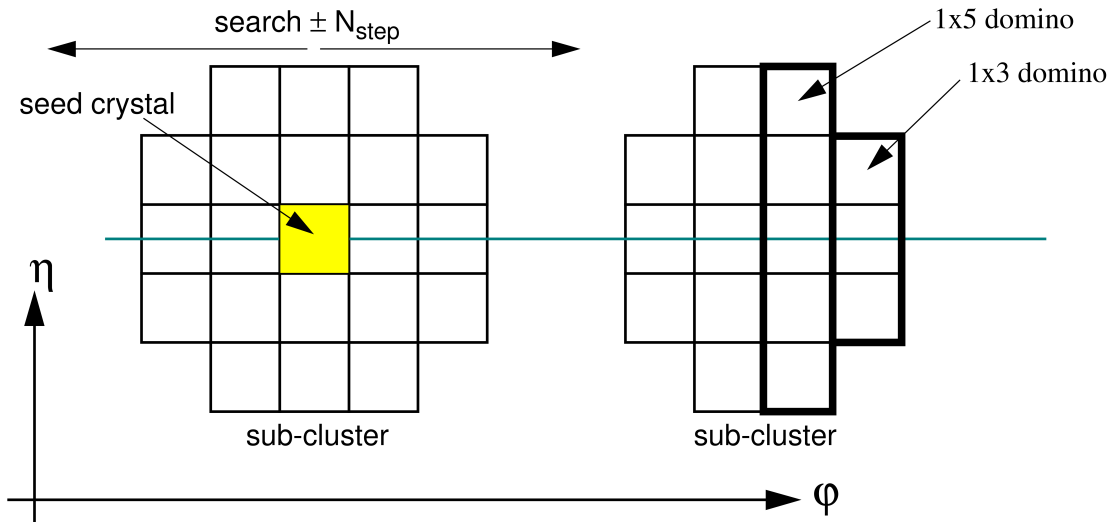 search ± N_step
1x5 domino
1x3 domino
seed crystal
η
sub-cluster
sub-cluster
φ